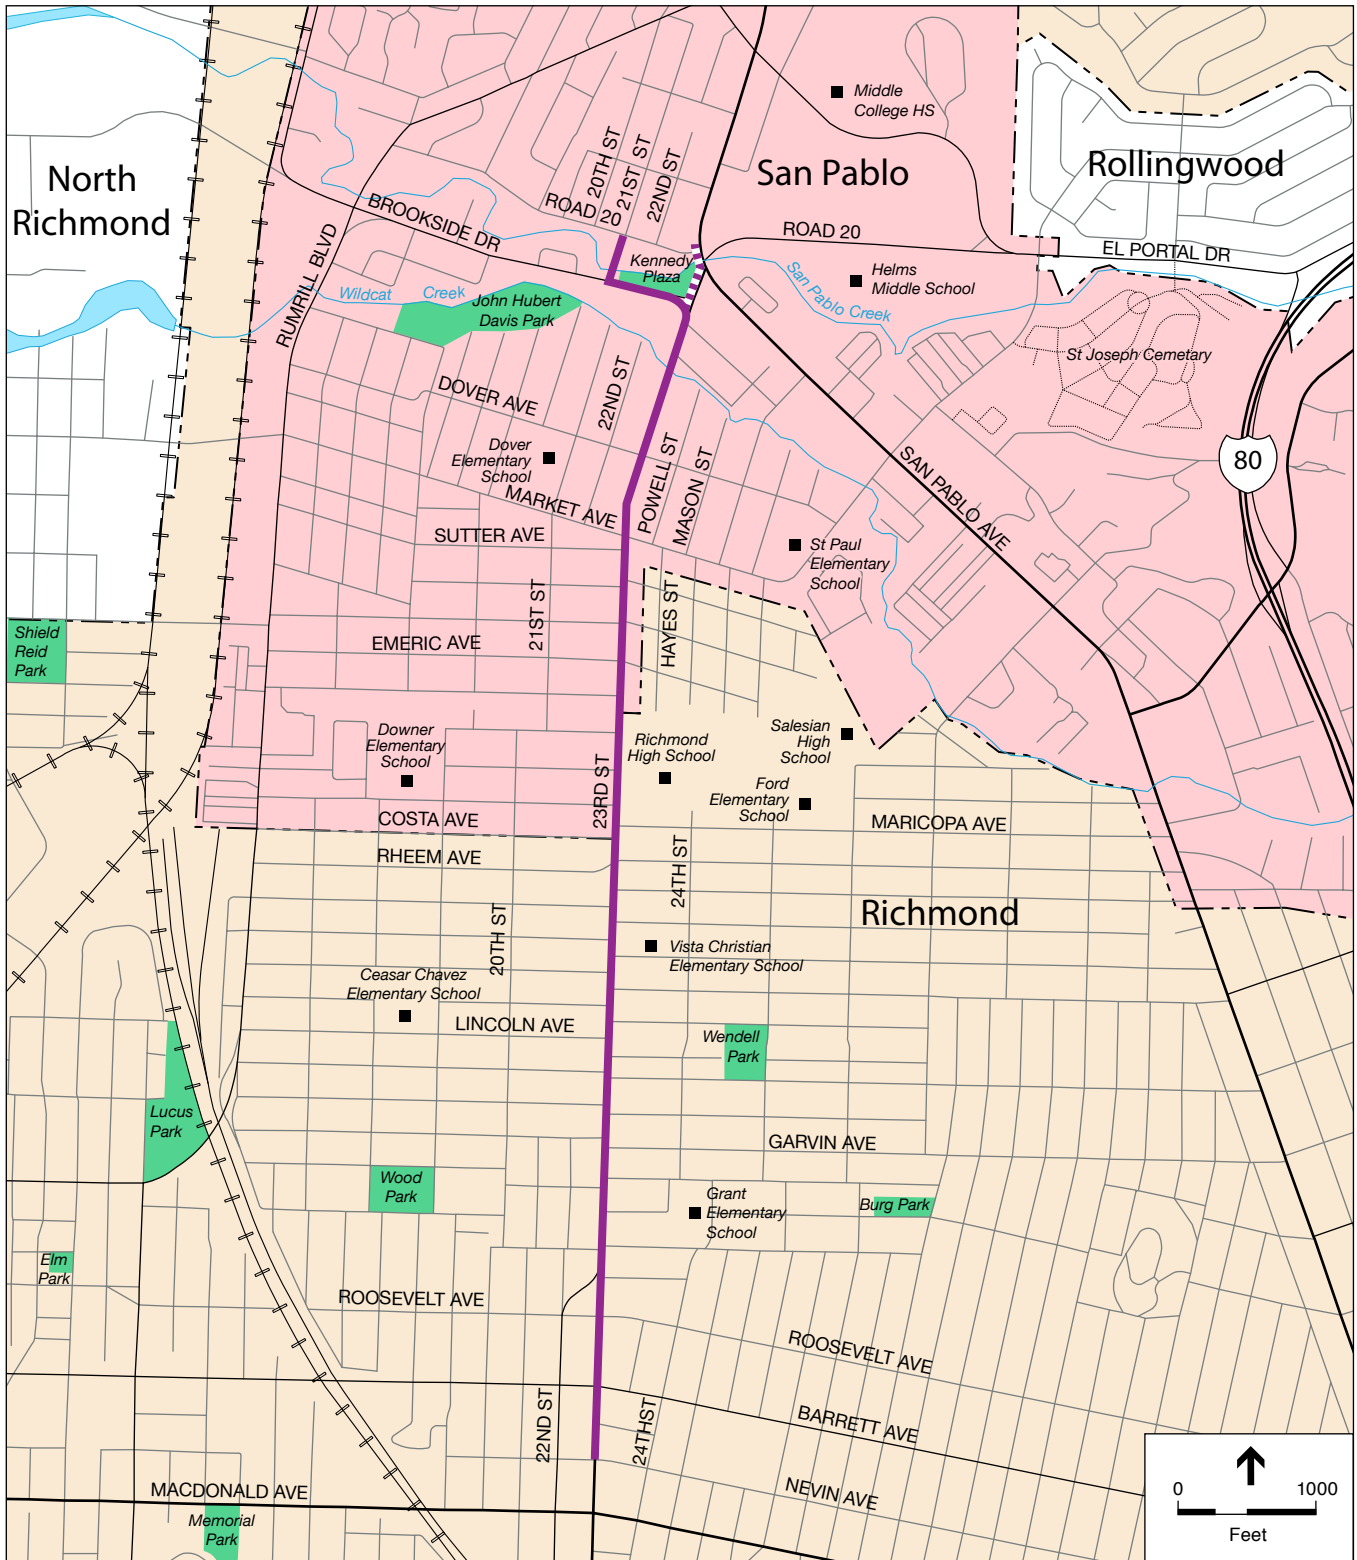 Middle
College HS
North
Richmond
San Pablo
Rollingwood
20TH ST
21ST ST
22ND ST
ROAD 20
BROOKSIDE DR
ROAD 20
EL PORTAL DR
RUMRILL BLVD
Kennedy
Plaza
Helms
Middle School
San Pablo Creek
Wildcat Creek
John Hubert
Davis Park
St Joseph Cemetary
22ND ST
DOVER AVE
Dover
Elementary
School
MARKET AVE
POWELL ST
MASON ST
SAN PABLO AVE
80
SUTTER AVE
St Paul
Elementary
School
21ST ST
HAYES ST
EMERIC AVE
Shield
Reid
Park
Downer
Elementary
School
Richmond
High School
Salesian
High
School
23RD ST
Ford
Elementary
School
COSTA AVE
MARICOPA AVE
RHEEM AVE
24TH ST
Richmond
20TH ST
Vista Christian
Elementary School
Ceasar Chavez
Elementary School
LINCOLN AVE
Wendell
Park
Lucus
Park
GARVIN AVE
Wood
Park
Grant
Elementary
School
Burg Park
Elm
Park
ROOSEVELT AVE
ROOSEVELT AVE
22ND ST
24THST
BARRETT AVE
MACDONALD AVE
NEVIN AVE
Memorial
Park
0 1000
Feet